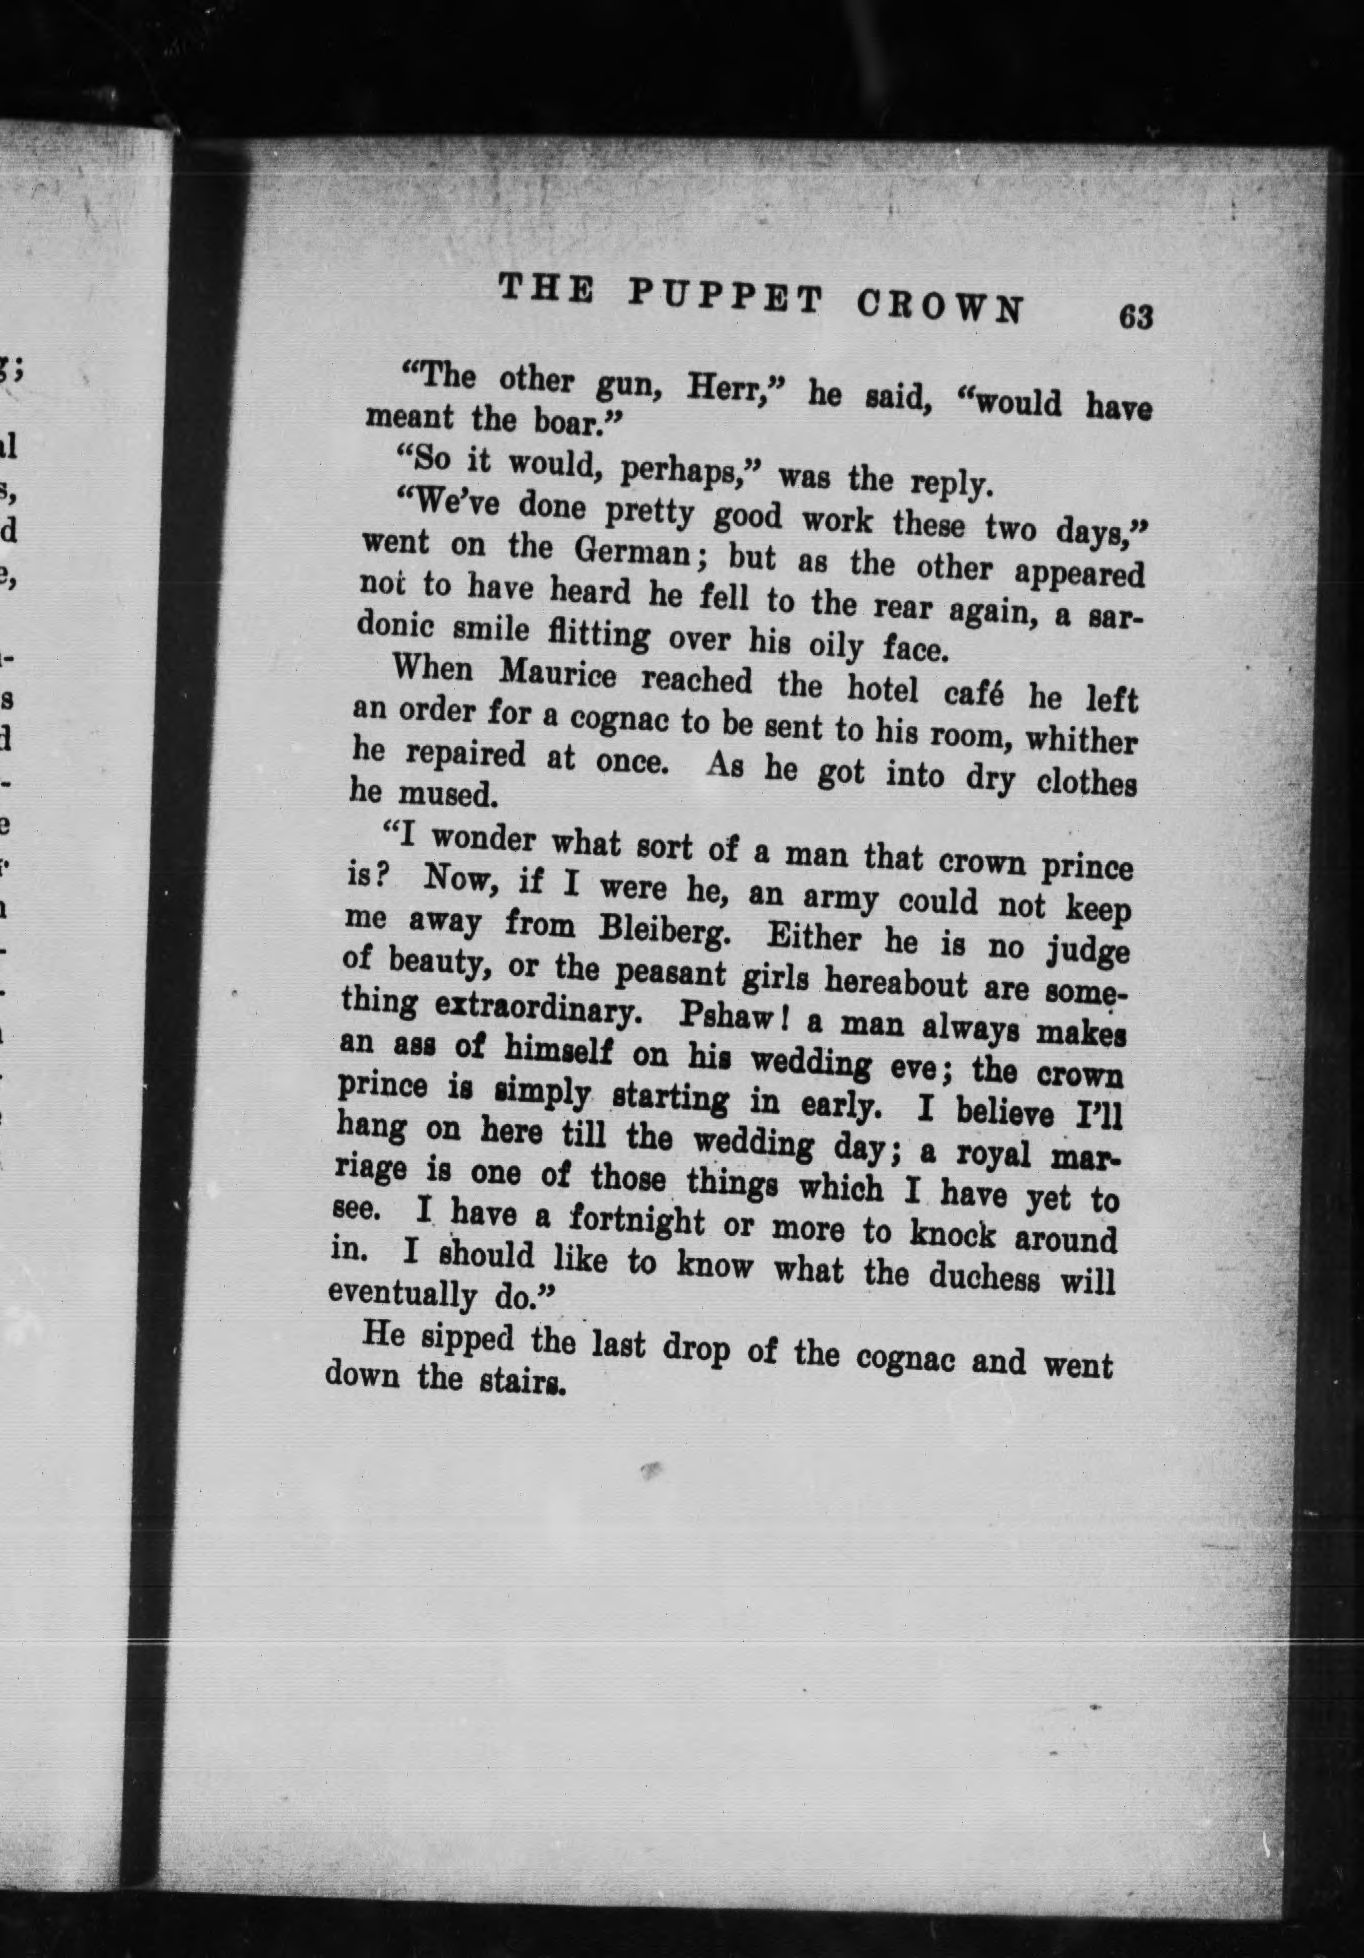 THE PUPPET CROWN 63
“The other gun, Herr,” he said, “would have
meant the boar.”
“So it would, perhaps,” was the reply.
“We’ve done pretty good work these two days,”
went on the German; but as the other appeared
not to have heard he fell to the rear again, a sar-
donic smile flitting over his oily face.
When Maurice reached the hotel café he left
an order for a cognac to be sent to his room, whither
he repaired at once. As he got into dry clothes
he mused.
“I wonder what sort of a man that crown prince
is? Now, if I were he, an army could not keep
me away from Bleiberg. Either he is no judge
of beauty, or the peasant girls hereabout are some-
thing extraordinary. Pshaw! a man always makes
an ass of himself on his wedding eve; the crown
prince is simply starting in early. I believe I’ll
hang on here till the wedding day; a royal mar-
riage is one of those things which I have yet to
see. I have a fortnight or more to knock around
in. I should like to know what the duchess will
eventually do.”
He sipped the last drop of the cognac and went
down the stairs.